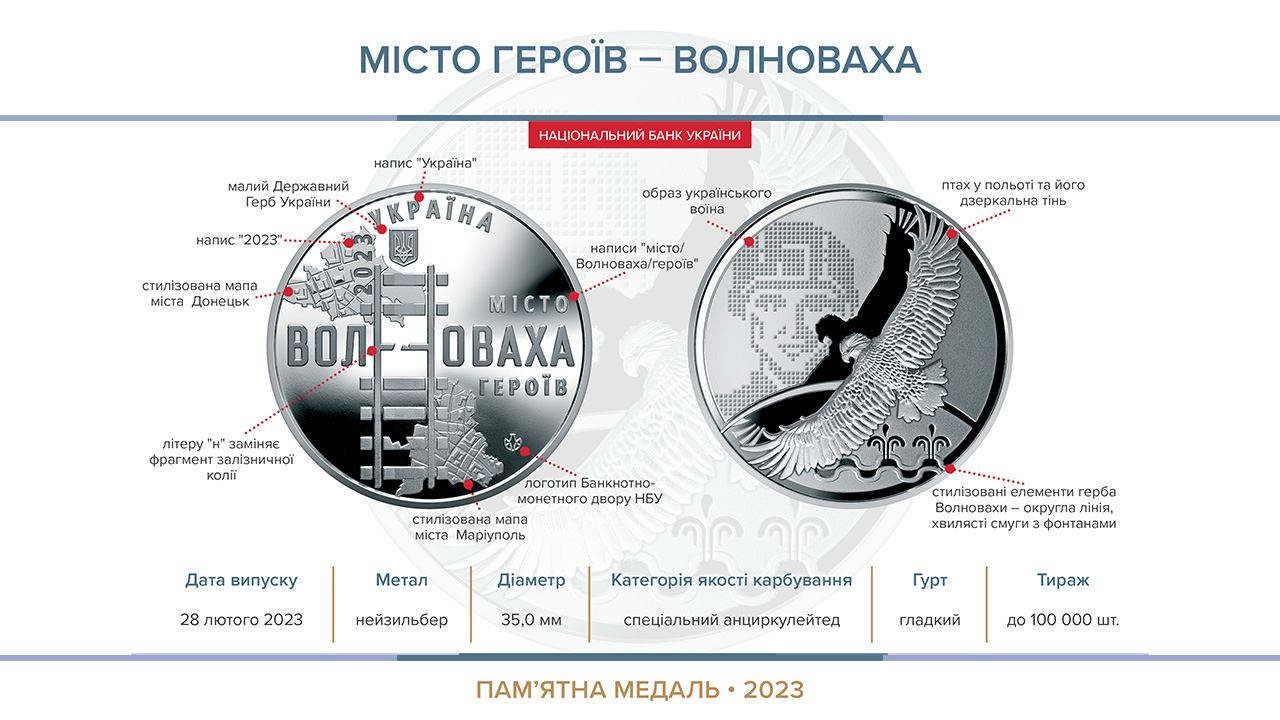 МІСТО ГЕРОЇВ – ВОЛНОВАХА
НАЦІОНАЛЬНИЙ БАНК УКРАЇНИ
напис "Україна"
малий Державний
Герб України
напис "2023"
стилізована мапа
міста Донецьк
літеру "н" заміняє
фрагмент залізничної
колії
УКРАЇНА
2023
МІСТО
ВОЛ
ОВАХА
ГЕРОЇВ
написи "місто/
Волноваха/героїв"
логотип Банкнотно-
монетного двору НБУ
стилізована мапа
міста Маріуполь
образ українського
воїна
птах у польоті та його
дзеркальна тінь
стилізовані елементи герба
Волновахи – округла лінія,
хвилясті смуги з фонтанами
Дата випуску Метал Діаметр Категорія якості карбування Гурт Тираж
28 лютого 2023 нейзильбер 35,0 мм спеціальний анциркулейтед гладкий до 100 000 шт.
ПАМ’ЯТНА МЕДАЛЬ • 2023